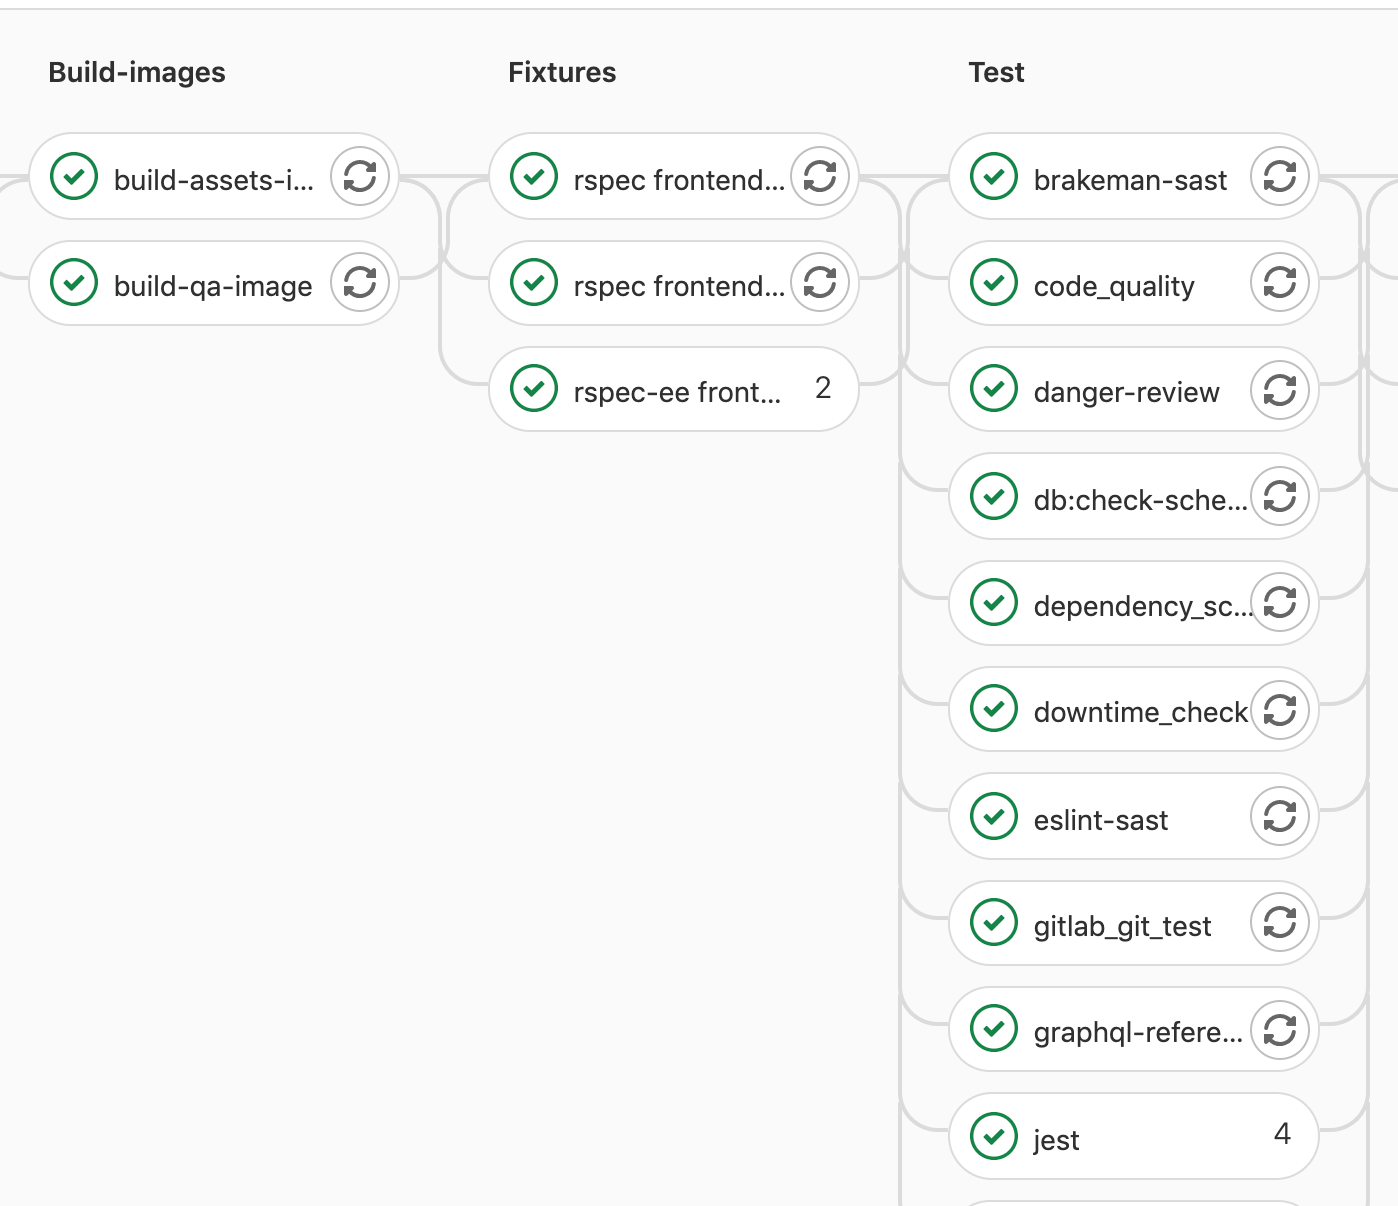 Build-images
build-assets-i...
build-qa-image
Fixtures
rspec frontend...
rspec frontend...
rspec-ee front...
2
Test
brakeman-sast
code_quality
danger-review
db:check-sche...
dependency_sc...
downtime_check
eslint-sast
gitlab_git_test
graphql-refere...
jest
4